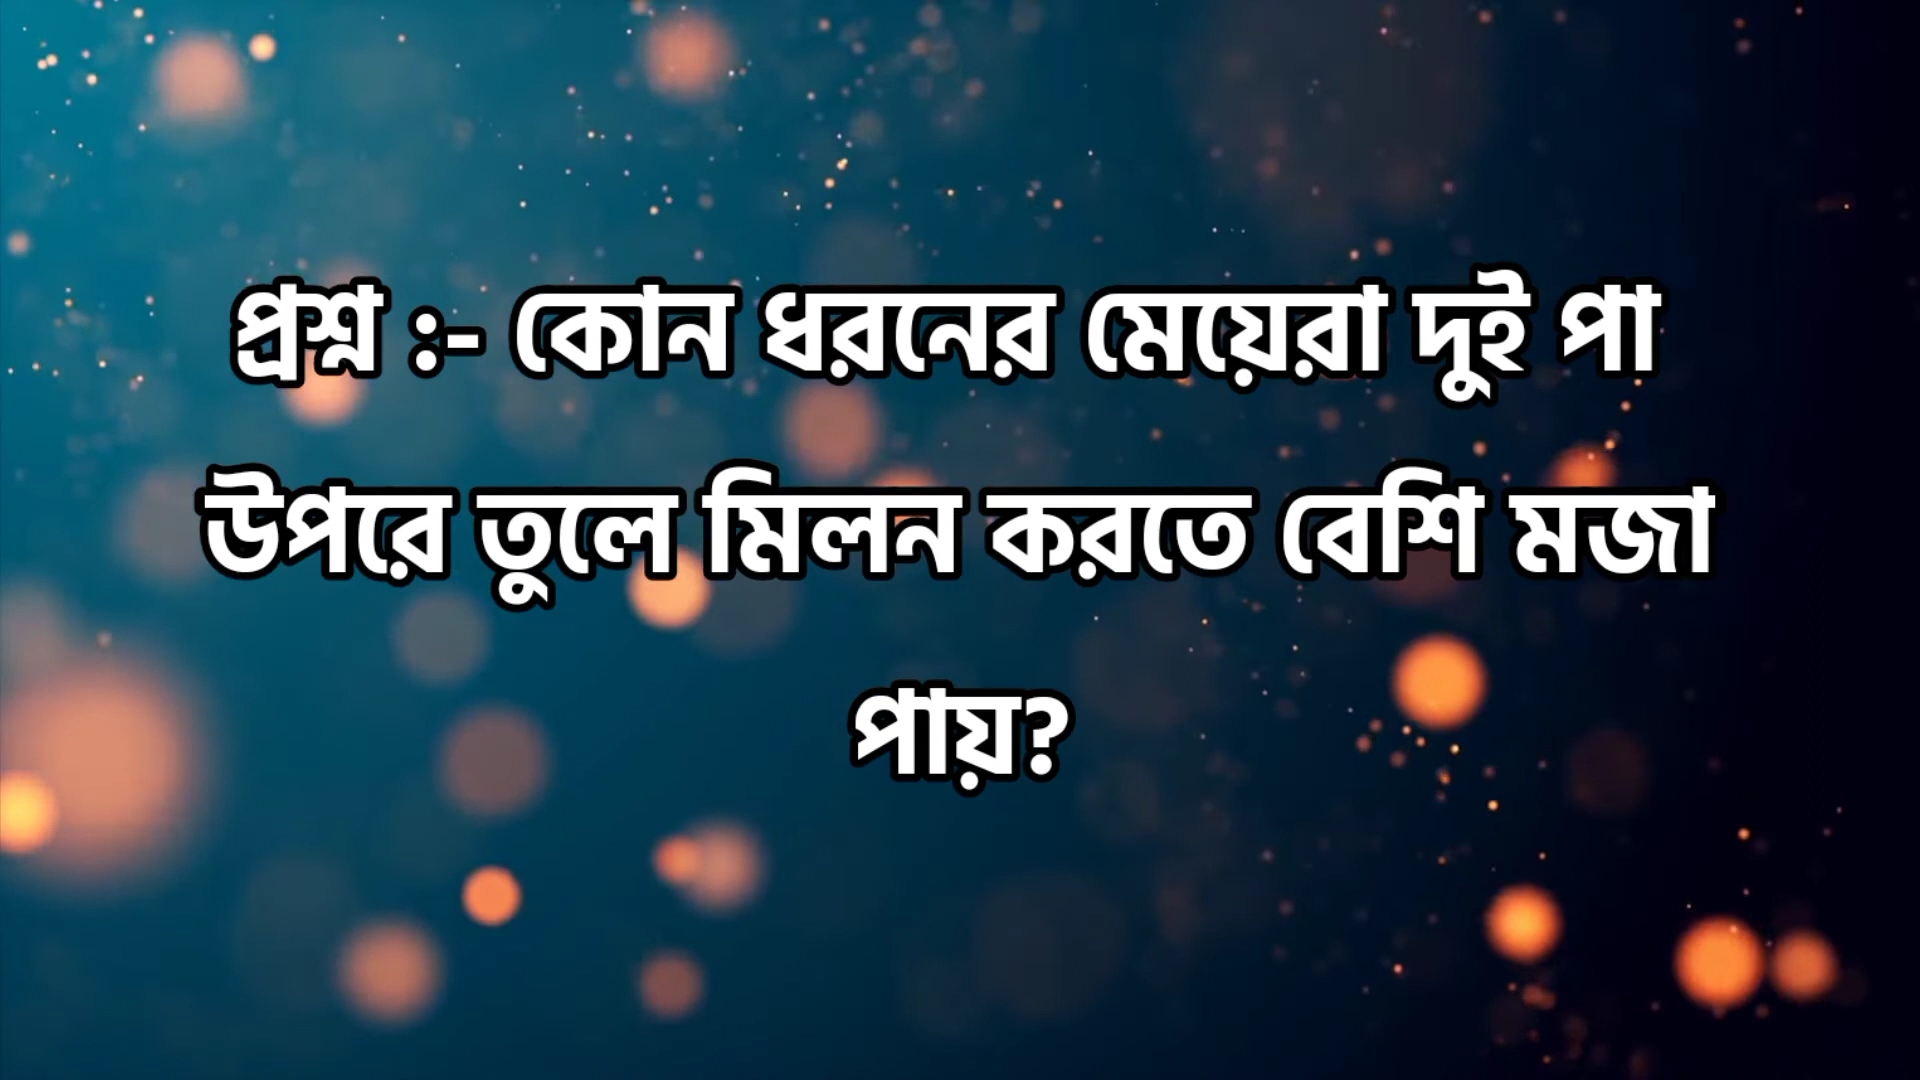 প্রশ্ন :- কোন ধরনের মেয়েরা দুই পা
উপরে তুলে মিলন করতে বেশি মজা
পায়?